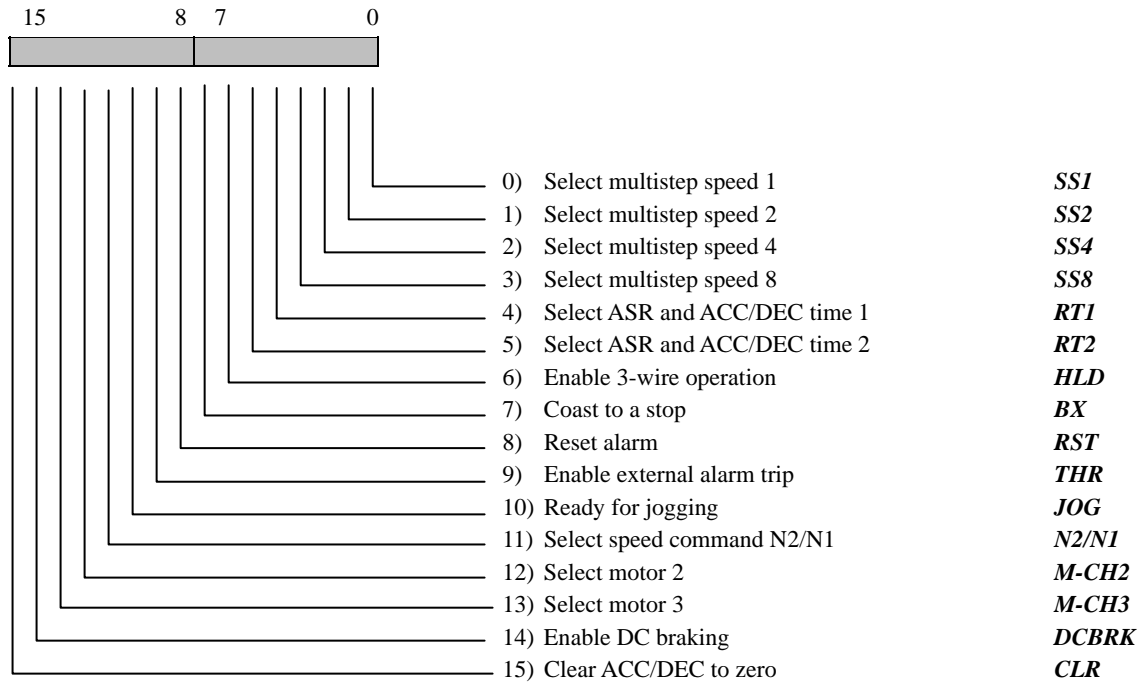 15 8 7 0
0) Select multistep speed 1 SS1
1) Select multistep speed 2 SS2
2) Select multistep speed 4 SS4
3) Select multistep speed 8 SS8
4) Select ASR and ACC/DEC time 1 RT1
5) Select ASR and ACC/DEC time 2 RT2
6) Enable 3-wire operation HLD
7) Coast to a stop BX
8) Reset alarm RST
9) Enable external alarm trip THR
10) Ready for jogging JOG
11) Select speed command N2/N1 N2/N1
12) Select motor 2 M-CH2
13) Select motor 3 M-CH3
14) Enable DC braking DCBRK
15) Clear ACC/DEC to zero CLR